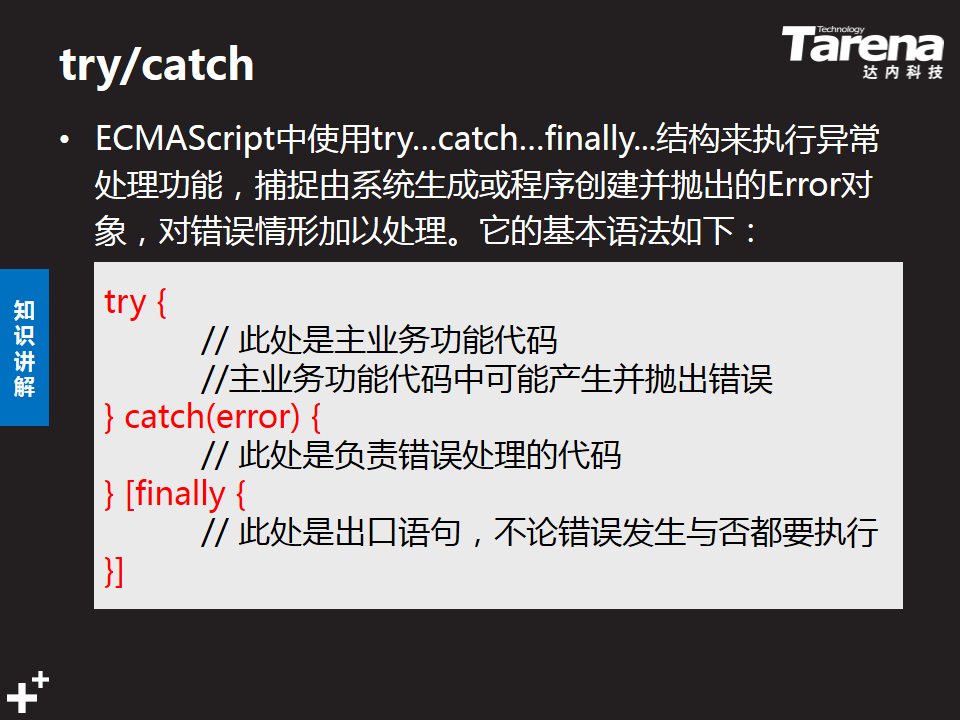 try/catch
Technology
Tarena
达内科技
• ECMAScript中使用try…catch…finally...结构来执行异常
处理功能，捕捉由系统生成或程序创建并抛出的Error对
象，对错误情形加以处理。它的基本语法如下：
知识讲解
try {
// 此处是主业务功能代码
//主业务功能代码中可能产生并抛出错误
} catch(error) {
// 此处是负责错误处理的代码
} [finally {
// 此处是出口语句，不论错误发生与否都要执行
}]